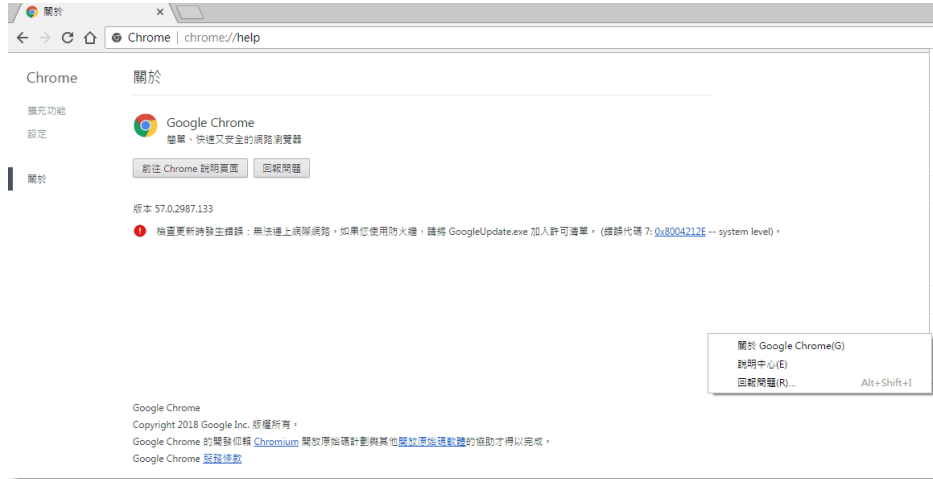 關於
Chrome chrome://help
Chrome
關於
擴充功能
設定
關於
Google Chrome
簡單、快速又安全的網路瀏覽器
前往 Chrome 說明頁面
回報問題
版本 57.0.2987.133
檢查更新時發生錯誤：無法連上網際網路。如果您使用防火牆，請將 GoogleUpdate.exe 加入許可清單。 (錯誤代碼 7: 0x8004212E -- system level)。
關於 Google Chrome(G)
說明中心(E)
回報問題(R)... Alt+Shift+I
Google Chrome
Copyright 2018 Google Inc. 版權所有。
Google Chrome 的開發仰賴 Chromium 開放原始碼計劃與其他開放原始碼軟體的協助才得以完成。
Google Chrome 服務條款